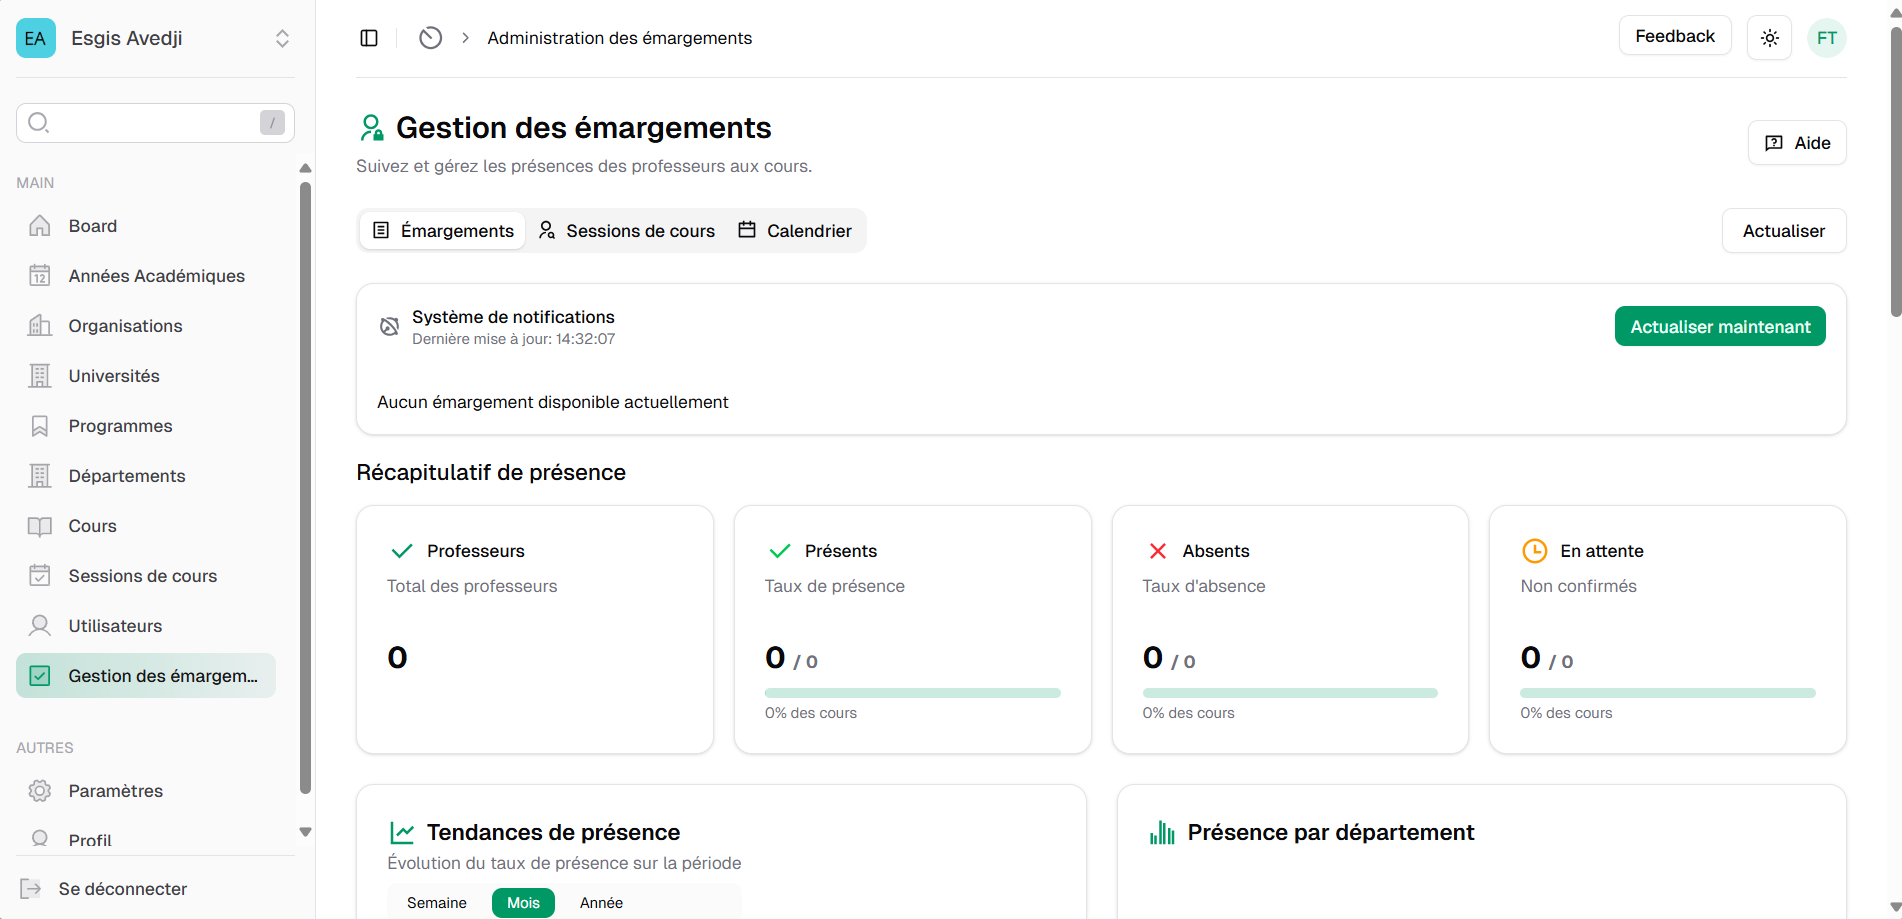 EA
Esgis Avedji
/
MAIN
Board
Années Académiques
12
Organisations
Universités
Programmes
Départements
Cours
Sessions de cours
Utilisateurs
Gestion des émargem...
AUTRES
Paramètres
Profil
Se déconnecter
Administration des émargements
Feedback
FT
Gestion des émargements
Suivez et gérez les présences des professeurs aux cours.
Aide
Émargements
Sessions de cours
Calendrier
Actualiser
Système de notifications
Dernière mise à jour: 14:32:07
Actualiser maintenant
Aucun émargement disponible actuellement
Récapitulatif de présence
Professeurs
Total des professeurs
0
Présents
Taux de présence
0 / 0
0% des cours
Absents
Taux d'absence
0 / 0
0% des cours
En attente
Non confirmés
0 / 0
0% des cours
Tendances de présence
Évolution du taux de présence sur la période
Semaine
Mois
Année
Présence par département